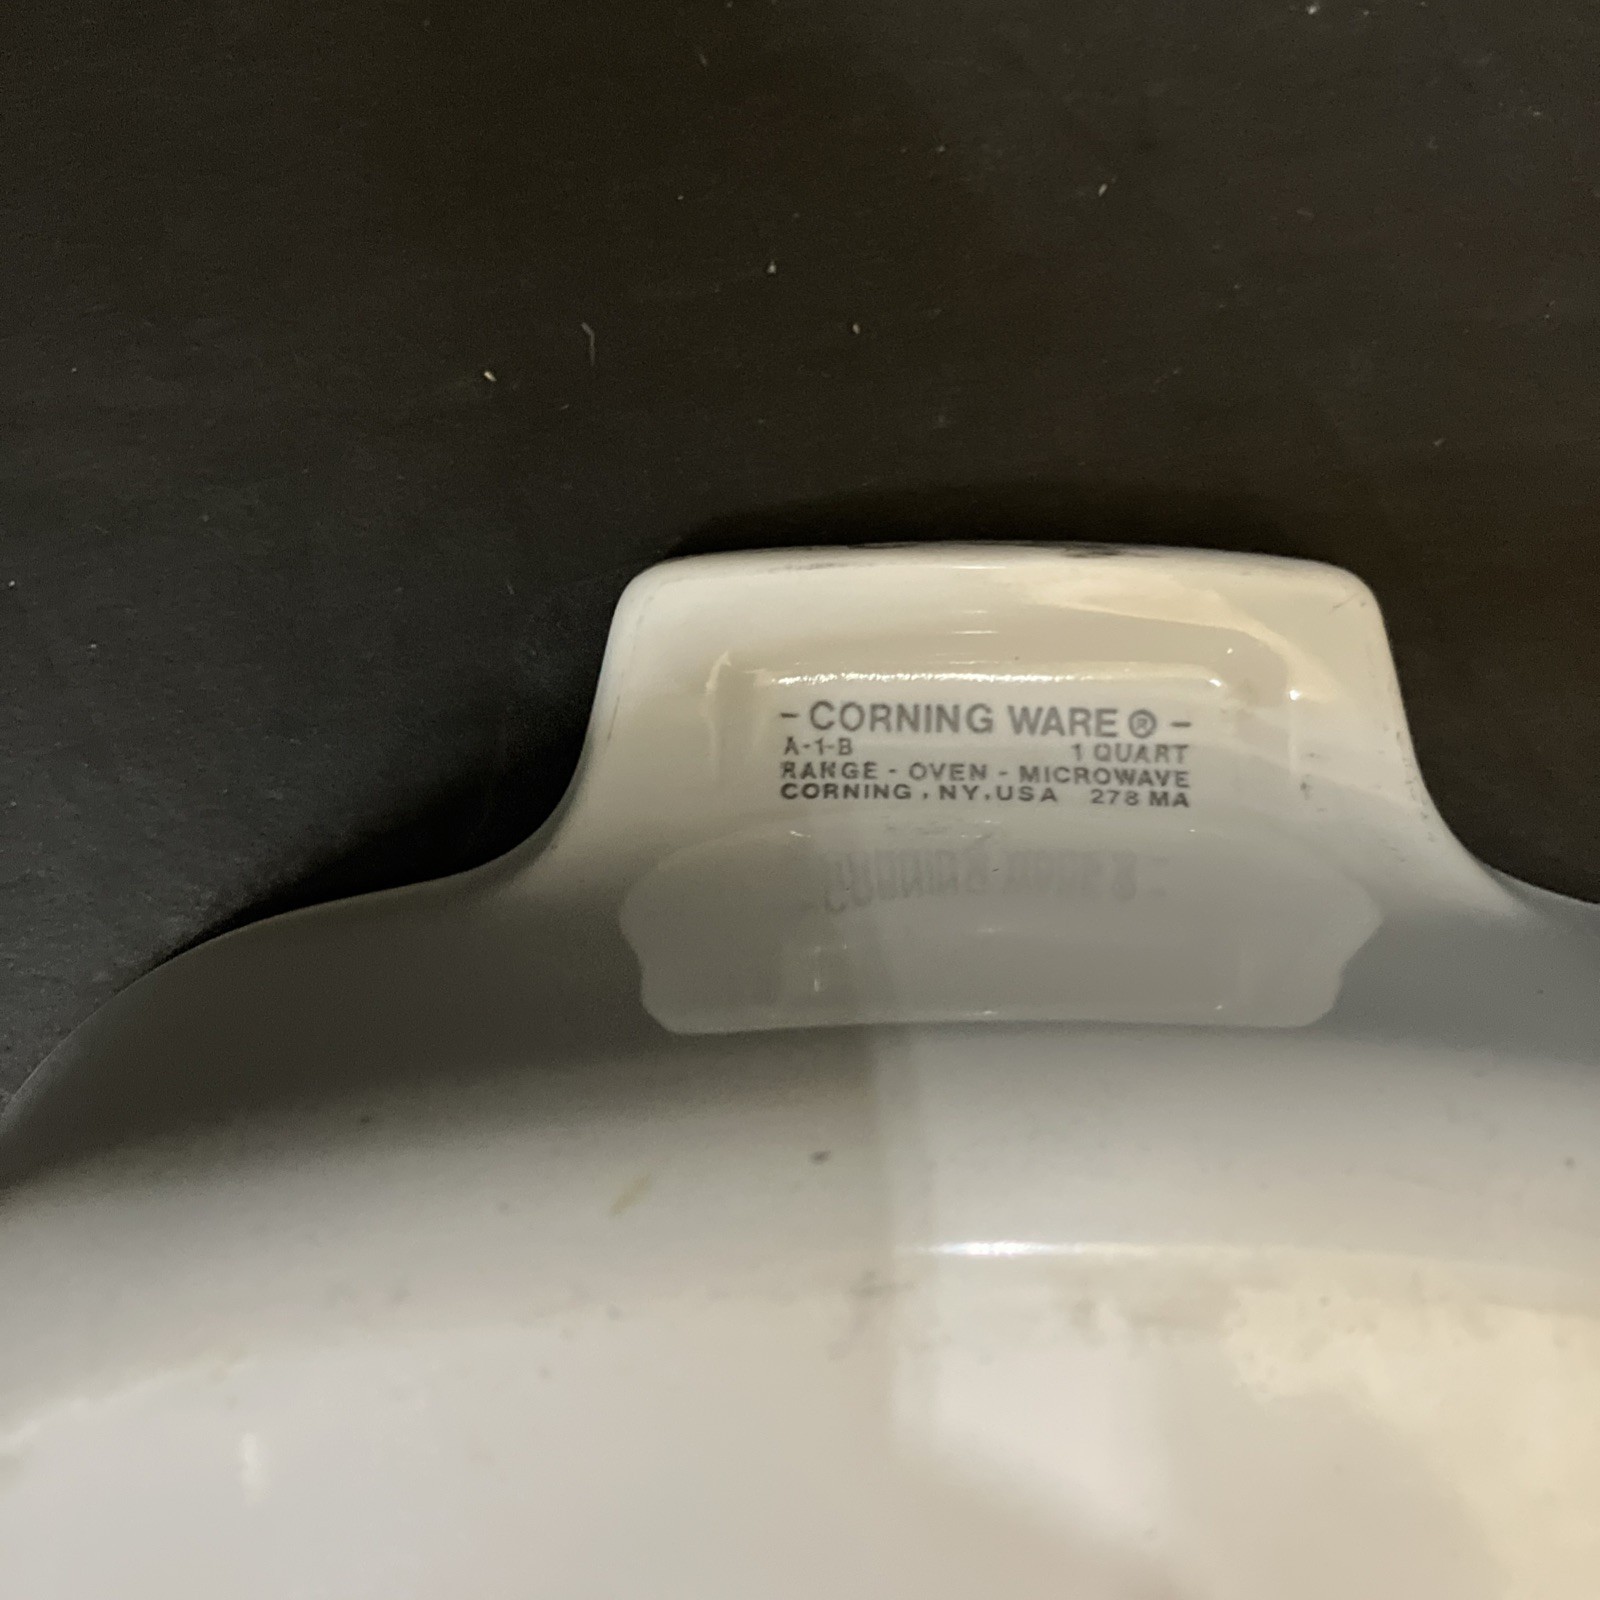 - CORNING WARE ® -
A-1-B 1 QUART
RANGE - OVEN - MICROWAVE
CORNING, NY, USA 278 MA